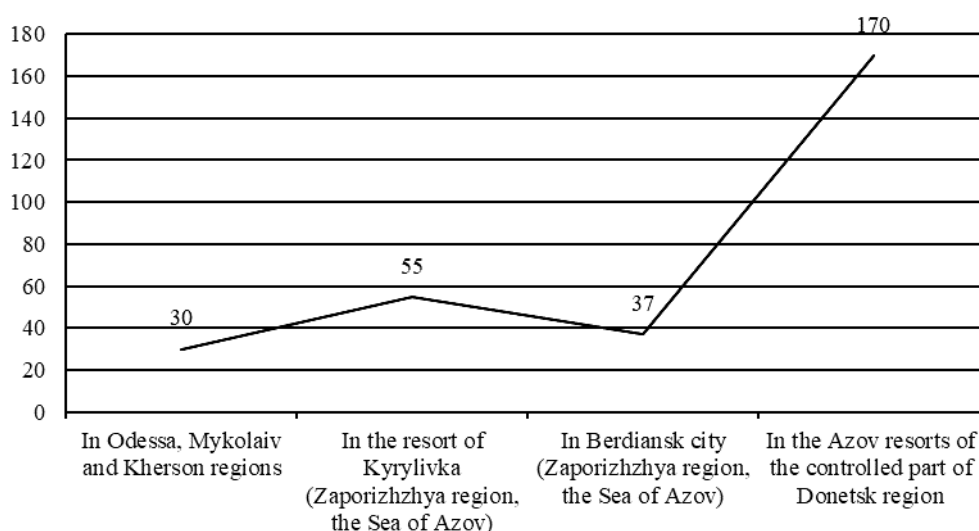 180
170
160
140
120
100
80
60
55
40
37
30
20
0
In Odessa, Mykolaiv
and Kherson regions
In the resort of
Kyrylivka
(Zaporizhzhya region,
the Sea of Azov)
In Berdiansk city
(Zaporizhzhya region,
the Sea of Azov)
In the Azov resorts of
the controlled part of
Donetsk region